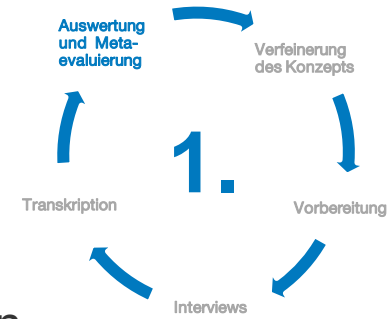 Auswertung
und Meta-
evaluierung
Verfeinerung
des Konzepts
1.
Transkription
Vorbereitung
Interviews